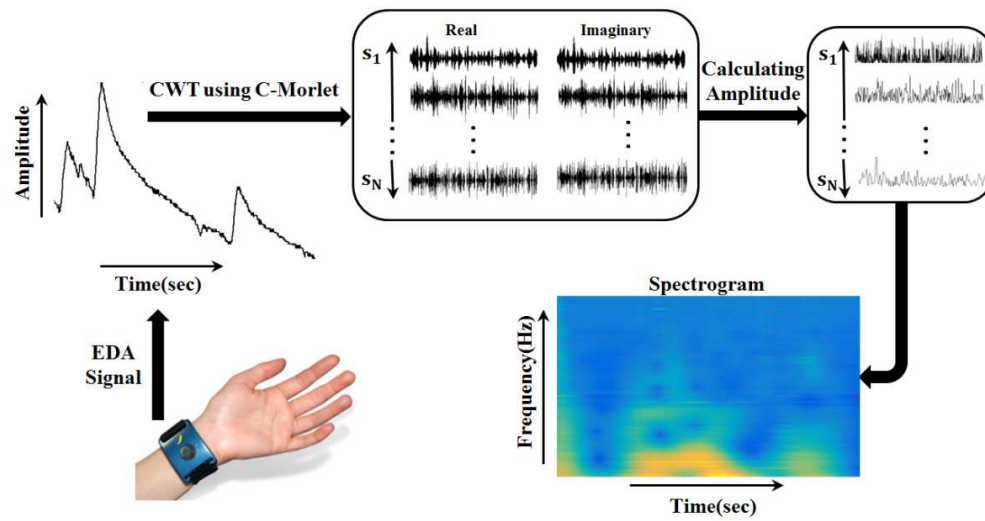 Amplitude
Time(sec)
EDA
Signal
CWT using C-Morlet
Real
Imaginary
s1
sN
Calculating
Amplitude
s1
sN
Spectrogram
Frequency(Hz)
Time(sec)